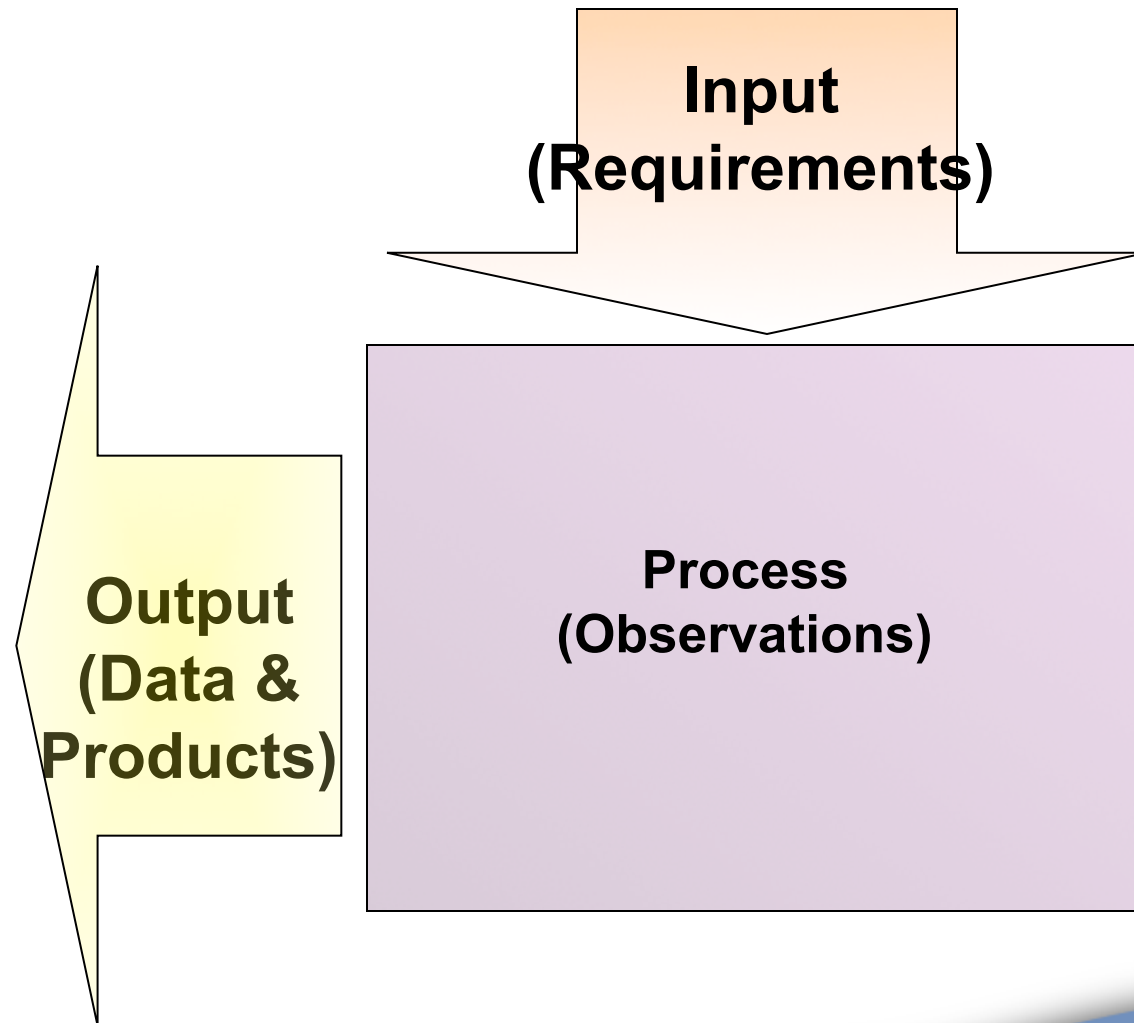 Input
(Requirements)
Process
(Observations)
Output
(Data &
Products)